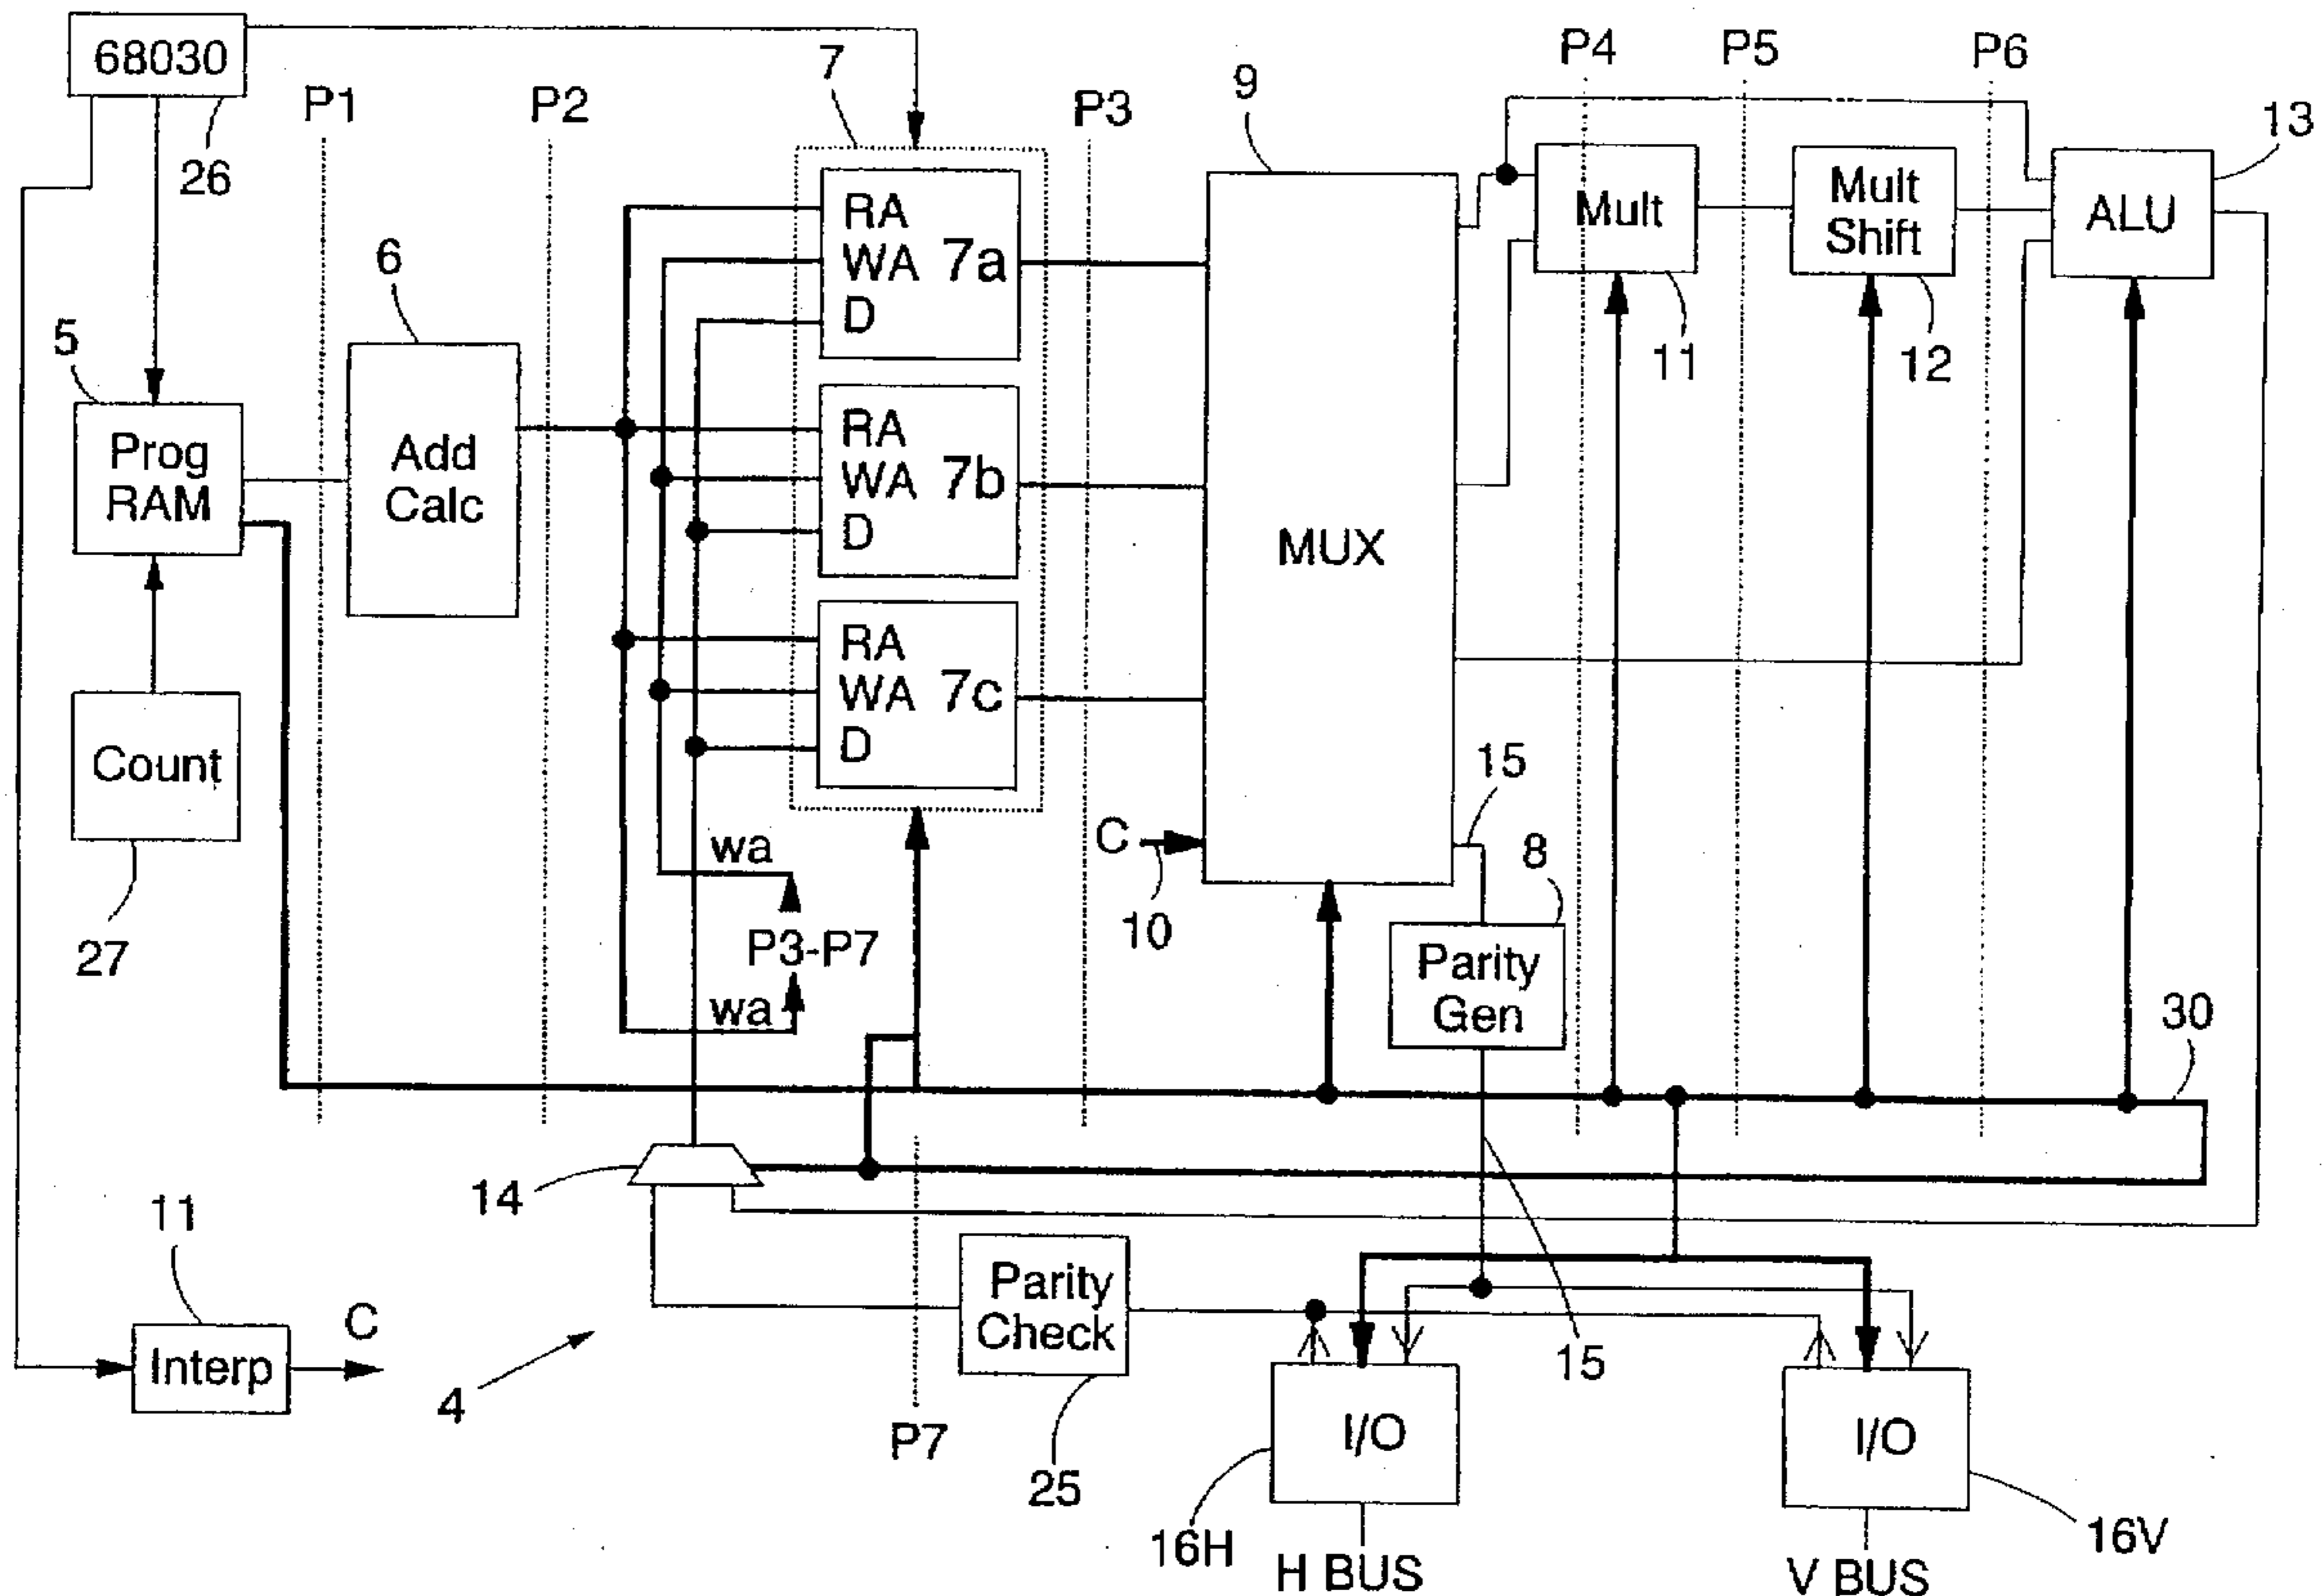 68030
26
P1
P2
7
P3
9
P4
P5
P6
13
RA
WA 7a
D
Mult
Mult
Shift
ALU
6
5
11
12
Prog
RAM
Add
Calc
RA
WA 7b
D
MUX
RA
WA 7c
D
Count
27
15
wa
C
10
8
P3-P7
wa
Parity
Gen
30
14
11
Interp
C
4
Parity
Check
25
P7
15
I/O
I/O
16H
16V
H BUS
V BUS